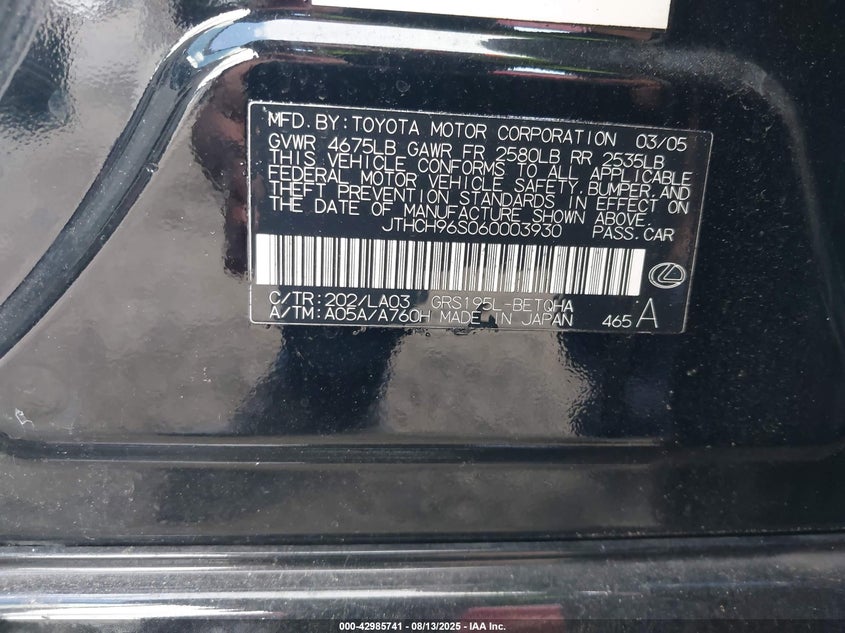 MFD. BY: TOYOTA MOTOR CORPORATION 03/05
GVWR 4675LB GAWR FR 2580LB RR 2535LB
THIS VEHICLE CONFORMS TO ALL APPLICABLE
FEDERAL MOTOR VEHICLE SAFETY, BUMPER, AND
THEFT PREVENTION STANDARDS IN EFFECT ON
THE DATE OF MANUFACTURE SHOWN ABOVE.
JTHCH96S060003930 PASS. CAR
C/TR: 202/LA03 GRS195L-BETQHA
A/TM: A05A/A760H MADE IN JAPAN 465 A
000-42985741 - 08/13/2025 - IAA Inc.